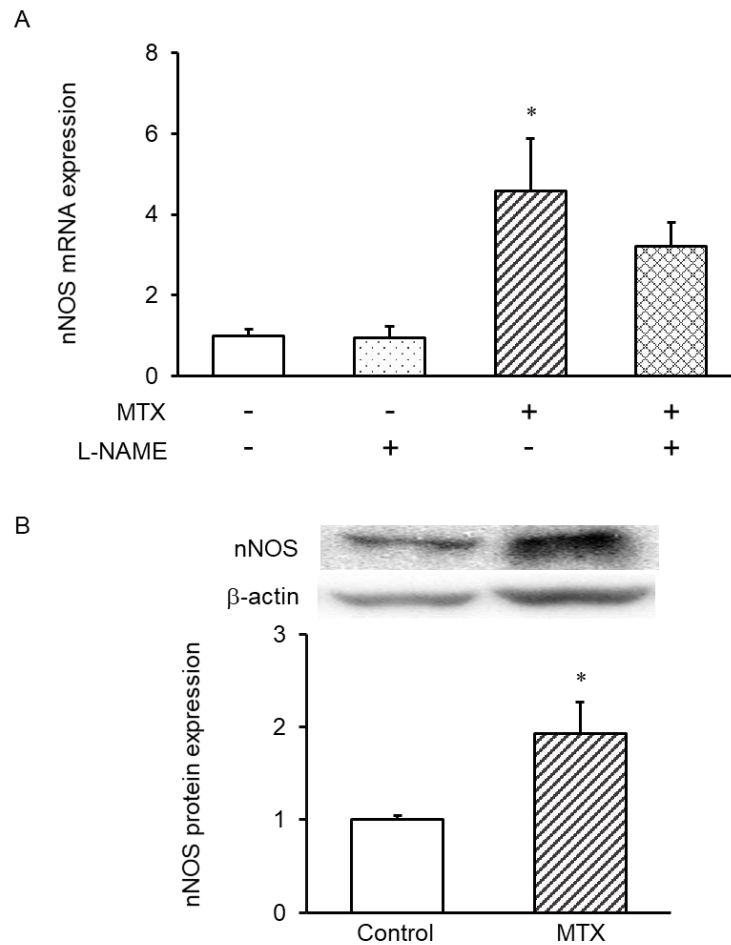 A
nNOS mRNA expression
8
6
4
2
0
*
MTX - - + +
L-NAME - + - +
B
nNOS
β-actin
nNOS protein expression
3
2
1
0
*
Control MTX